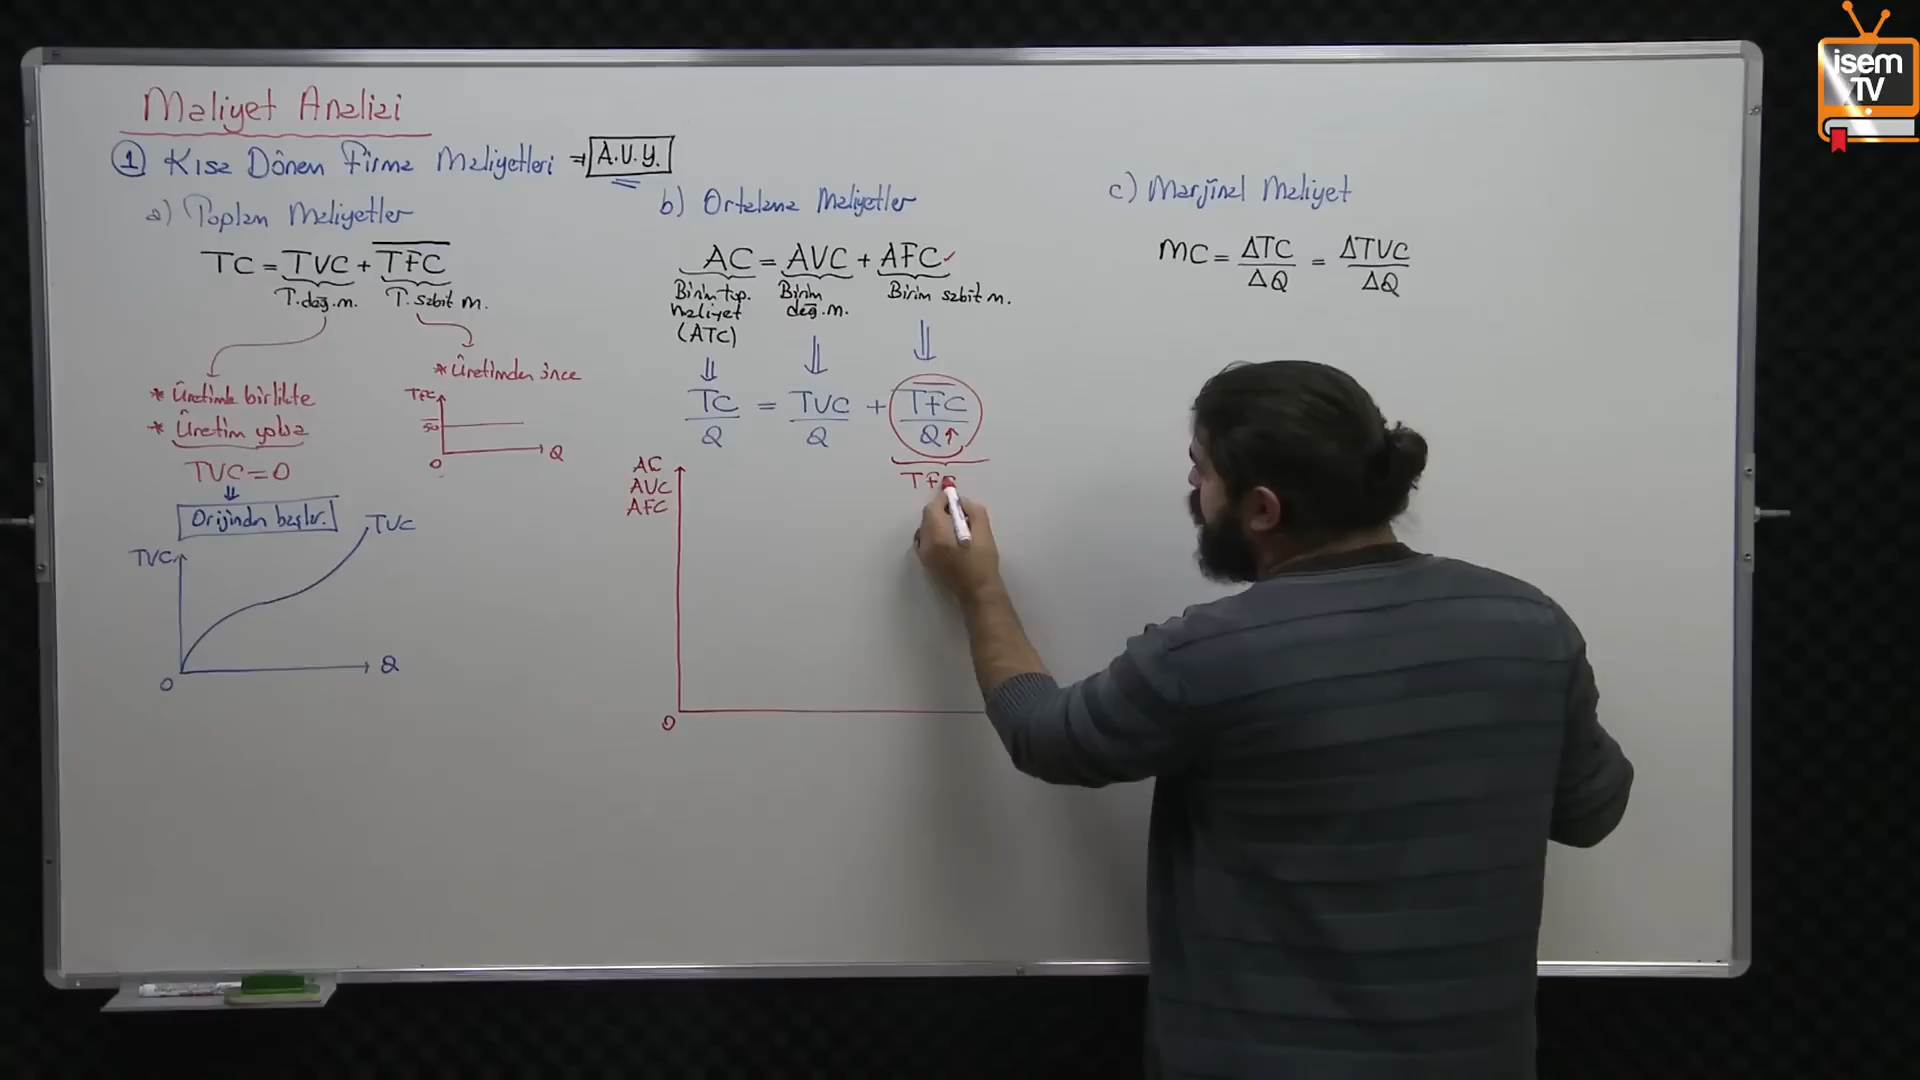 isem
TV
Maliyet Analizi
1 Kısa Dönem Firma Maliyetleri ⇒ A.V.Y.
a) Toplam Maliyetler
TC = TVC + TFC
T. değ. m.
T. sabit m.
* Üretimle birlikte
* Üretim yoksa
TVC = 0
⇓
Orijinden başlar.
TVC
TVC
0
Q
* Üretimden önce
TFC
50
0
Q
b) Ortalama Maliyetler
AC = AVC + AFC ✓
Birim top.
maliyet
(ATC)
Birim
değ. m.
Birim sabit m.
⇓ ⇓ ⇓
TC/Q = TVC/Q + TFC/Q↑
TF
AC
AVC
AFC
0
c) Marjinal Maliyet
MC = ΔTC/ΔQ = ΔTVC/ΔQ